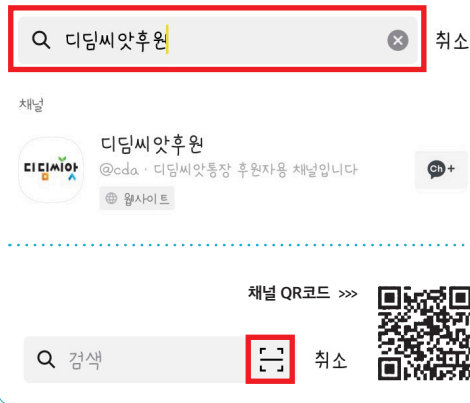 디딤씨앗후원 취소
채널
디딤씨앗
디딤씨앗후원
@cda · 디딤씨앗통장 후원자용 채널입니다
Ch+
웹사이트
채널 QR코드 >>>
검색 취소